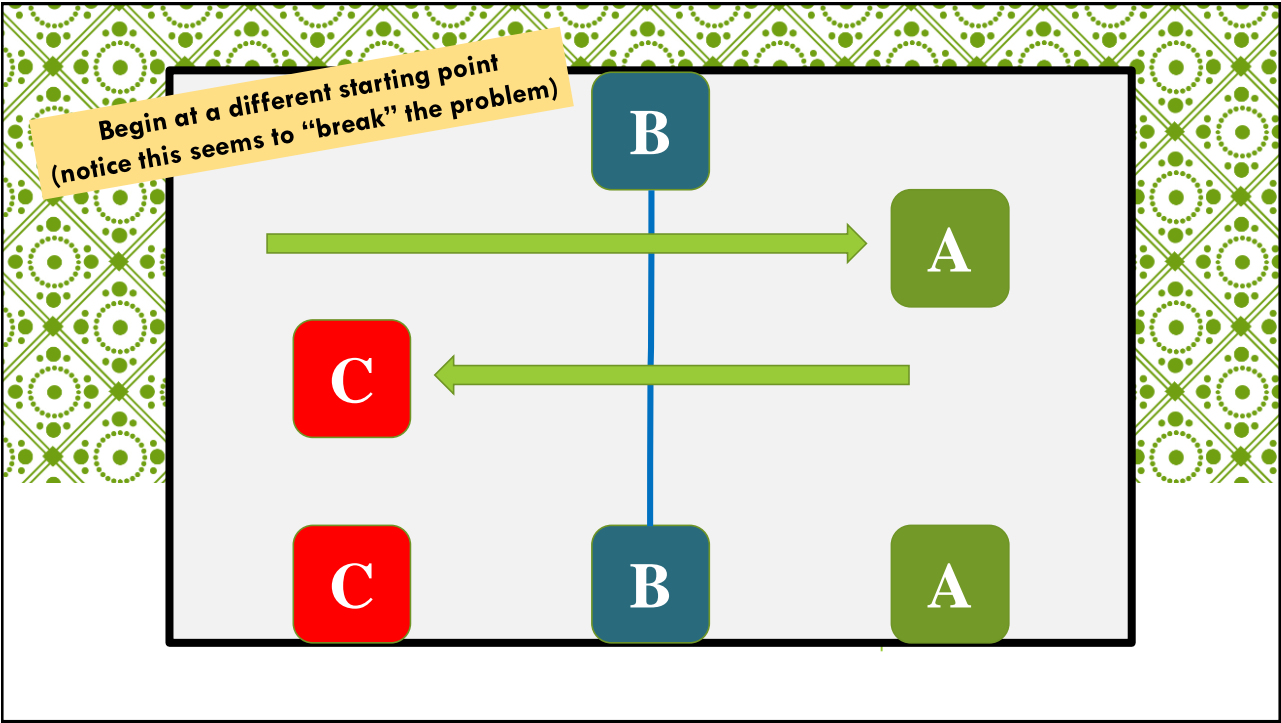 Begin at a different starting point
(notice this seems to “break” the problem)
B
A
C
C B A